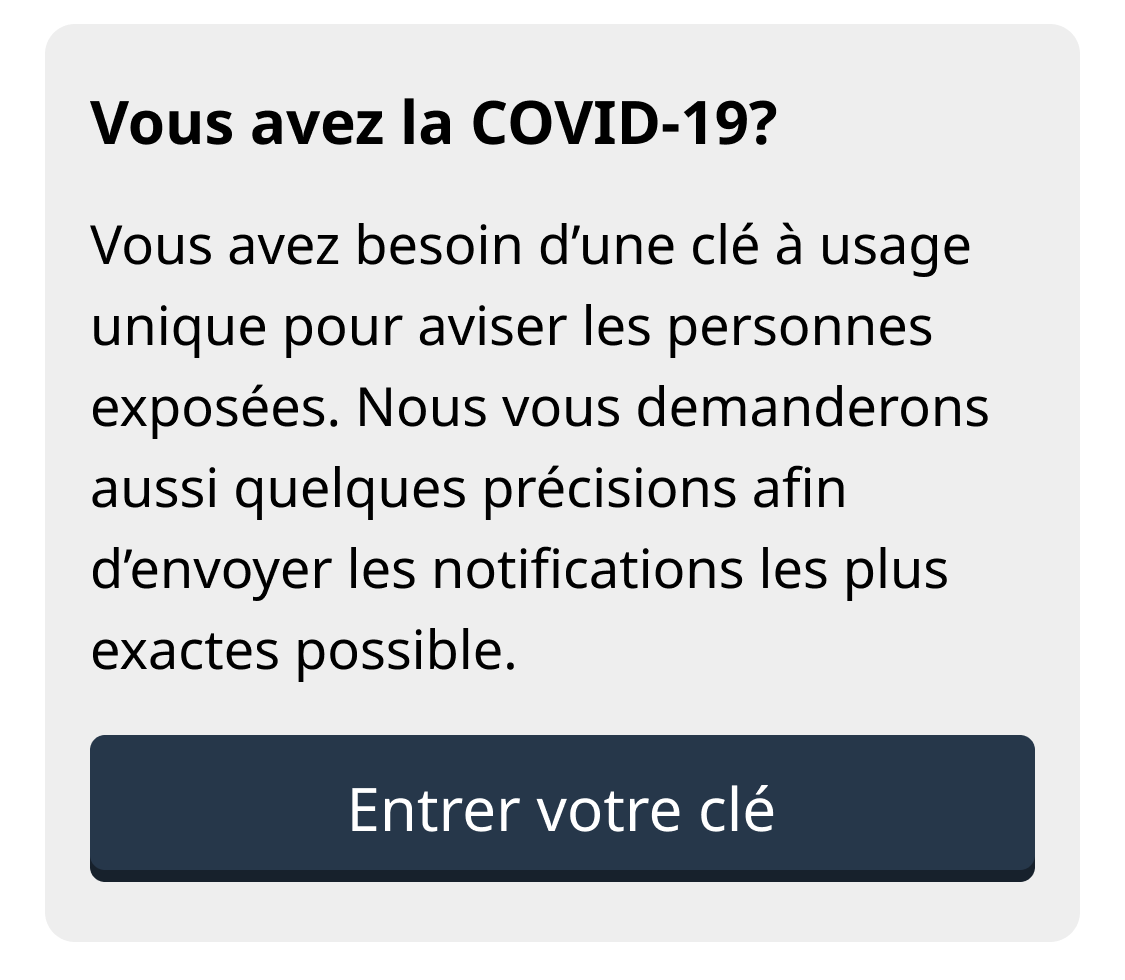 Vous avez la COVID-19?
Vous avez besoin d’une clé à usage
unique pour aviser les personnes
exposées. Nous vous demanderons
aussi quelques précisions afin
d’envoyer les notifications les plus
exactes possible.
Entrer votre clé